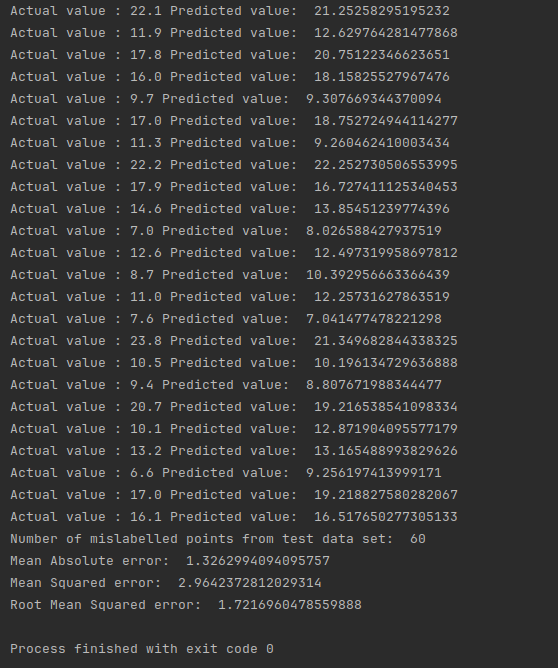 Actual value : 22.1 Predicted value:  21.25258295195232
Actual value : 11.9 Predicted value:  12.629764281477868
Actual value : 17.8 Predicted value:  20.75122346623651
Actual value : 16.0 Predicted value:  18.15825527967476
Actual value : 9.7 Predicted value:  9.307669344370094
Actual value : 17.0 Predicted value:  18.752724944114277
Actual value : 11.3 Predicted value:  9.260462410003434
Actual value : 22.2 Predicted value:  22.252730506553995
Actual value : 17.9 Predicted value:  16.727411125340453
Actual value : 14.6 Predicted value:  13.85451239774396
Actual value : 7.0 Predicted value:  8.026588427937519
Actual value : 12.6 Predicted value:  12.497319958697812
Actual value : 8.7 Predicted value:  10.392956663366439
Actual value : 11.0 Predicted value:  12.25731627863519
Actual value : 7.6 Predicted value:  7.041477478221298
Actual value : 23.8 Predicted value:  21.349682844338325
Actual value : 10.5 Predicted value:  10.196134729636888
Actual value : 9.4 Predicted value:  8.807671988344477
Actual value : 20.7 Predicted value:  19.216538541098334
Actual value : 10.1 Predicted value:  12.871904095577179
Actual value : 13.2 Predicted value:  13.165488993829626
Actual value : 6.6 Predicted value:  9.256197413999171
Actual value : 17.0 Predicted value:  19.218827580282067
Actual value : 16.1 Predicted value:  16.517650277305133
Number of mislabelled points from test data set:  60
Mean Absolute error:  1.3262994094095757
Mean Squared error:  2.9642372812029314
Root Mean Squared error:  1.7216960478559888
Process finished with exit code 0